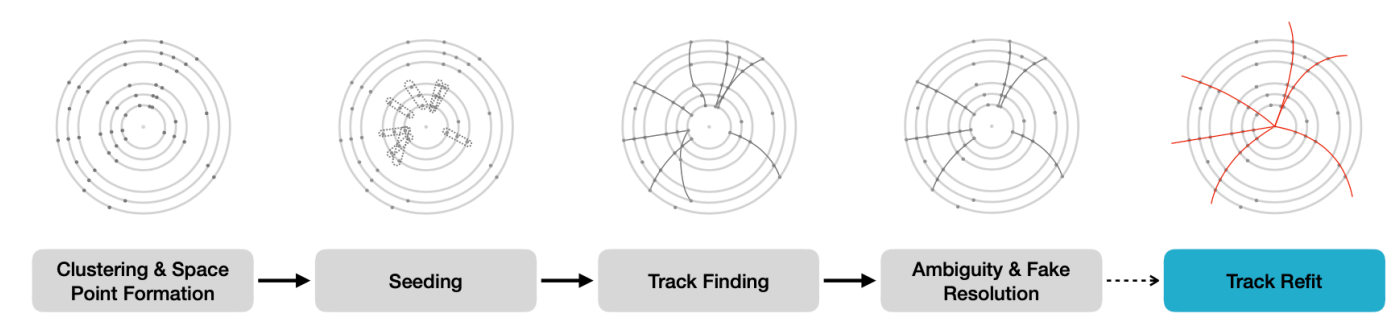 Clustering & Space
Point Formation
Seeding
Track Finding
Ambiguity & Fake
Resolution
Track Refit